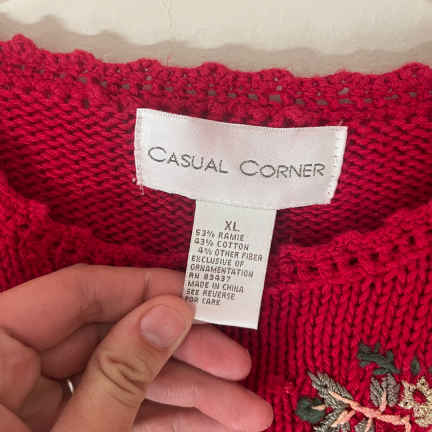 CASUAL CORNER
XL
53% RAMIE
43% COTTON
4% OTHER FIBER
EXCLUSIVE OF
ORNAMENTATION
RN 85437
MADE IN CHINA
SEE REVERSE
FOR CARE